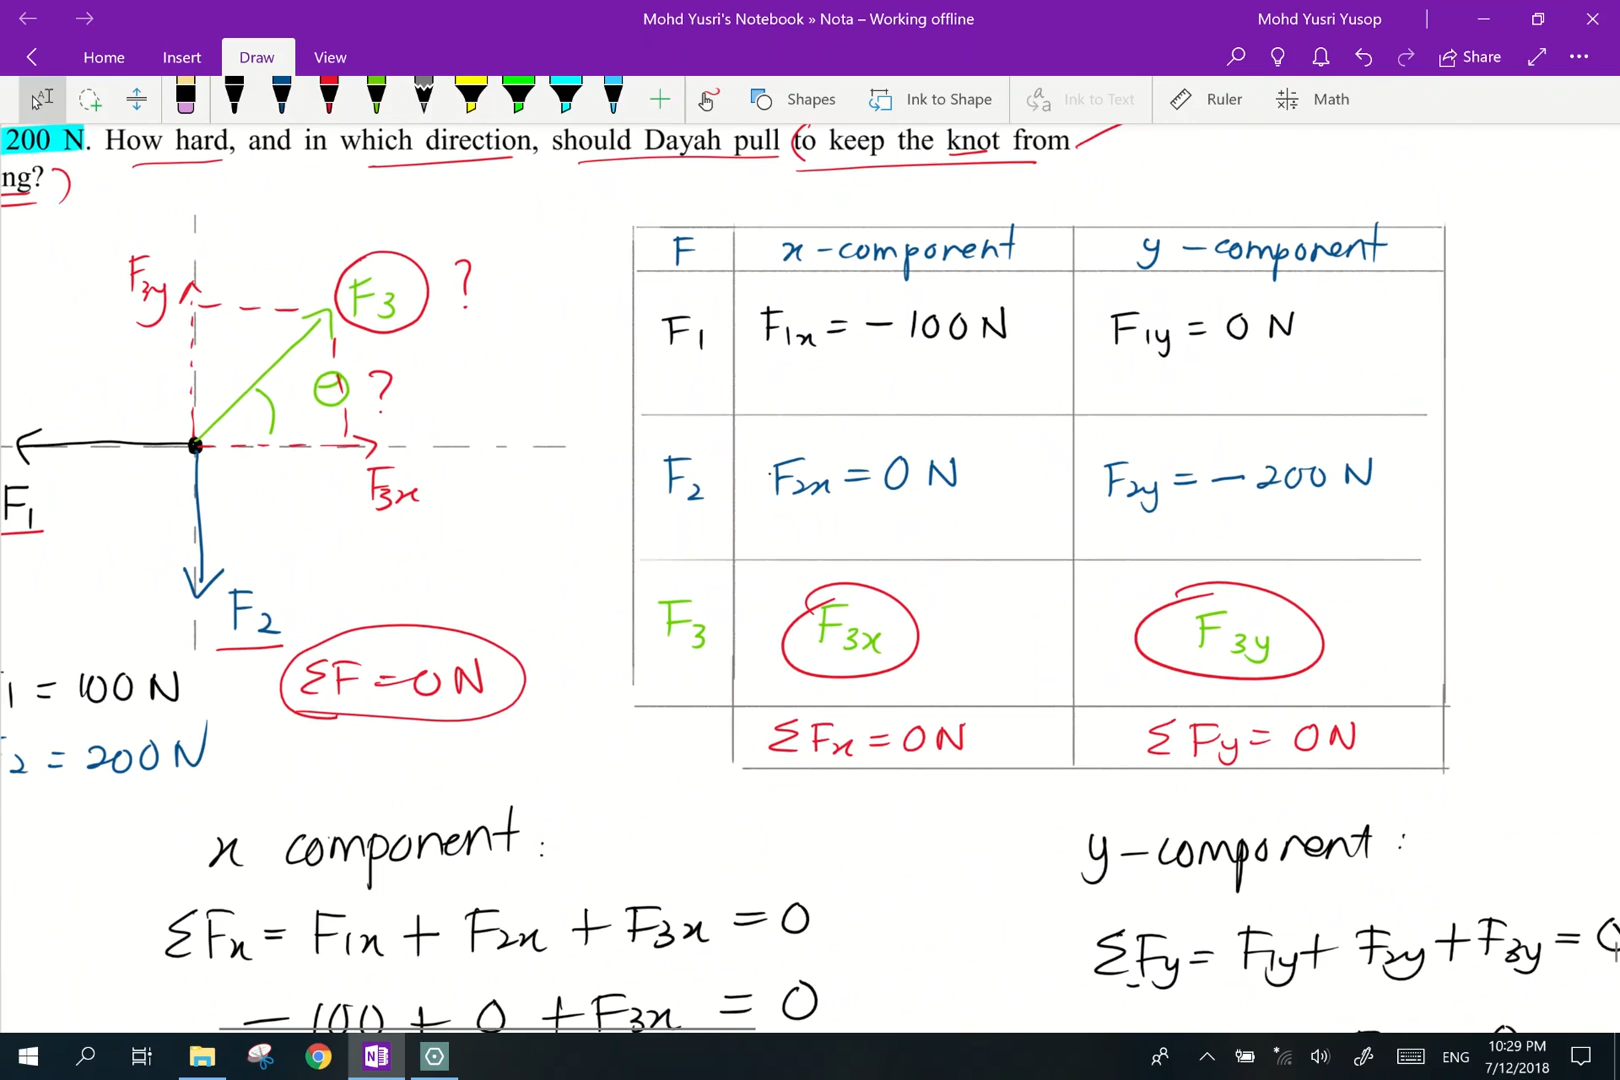 Mohd Yusri's Notebook » Nota – Working offline
Mohd Yusri Yusop
Home Insert Draw View
Share
Shapes Ink to Shape Ink to Text Ruler Math
200 N. How hard, and in which direction, should Dayah pull (to keep the knot from
ng?)
F3y
F3 ?
θ ?
F3x
F1
F2
ΣF = 0 N
1 = 100 N
2 = 200 N
F x-component y-component
F1 F1x = - 100 N F1y = 0 N
F2 F2x = 0 N F2y = - 200 N
F3 F3x F3y
ΣFx = 0 N ΣFy = 0 N
x component :
y-component :
ΣFx = F1x + F2x + F3x = 0
ΣFy = F1y + F2y + F3y = 0
- 100 + 0 + F3x = 0
ENG
10:29 PM
7/12/2018